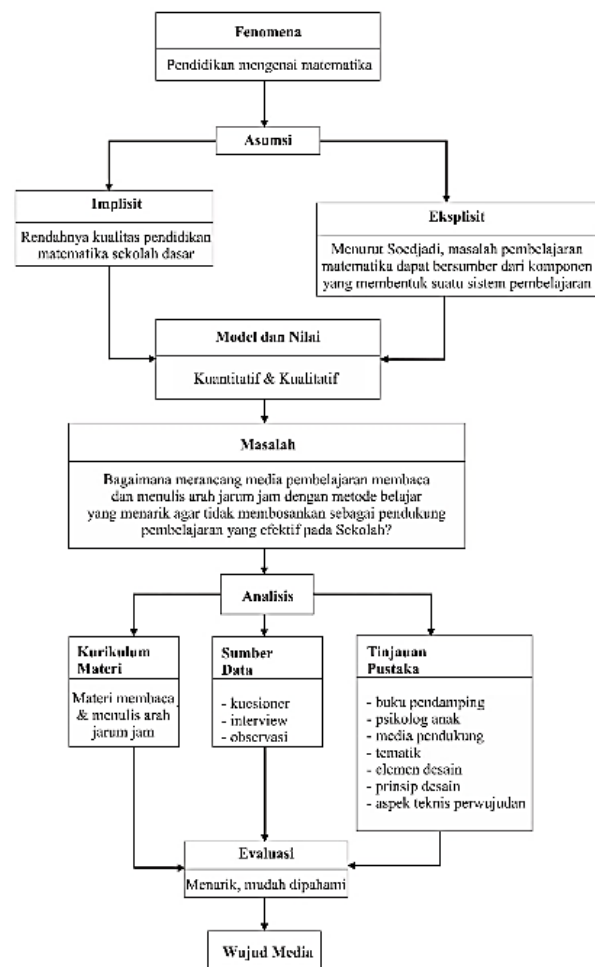 Fenomena
Pendidikan mengenai matematika
Asumsi
Implisit
Rendahnya kualitas pendidikan
matematika sekolah dasar
Eksplisit
Menurut Soedjadi, masalah pembelajaran
matematika dapat bersumber dari komponen
yang membentuk suatu sistem pembelajaran
Model dan Nilai
Kuantitatif & Kualitatif
Masalah
Bagaimana merancang media pembelajaran membaca
dan menulis arah jarum jam dengan metode belajar
yang menarik agar tidak membosankan sebagai pendukung
pembelajaran yang efektif pada Sekolah?
Analisis
Kurikulum
Materi
Materi membaca
& menulis arah
jarum jam
Sumber
Data
- kuesioner
- interview
- observasi
Tinjauan
Pustaka
- buku pendamping
- psikolog anak
- media pendukung
- tematik
- elemen desain
- prinsip desain
- aspek teknis perwujudan
Evaluasi
Menarik, mudah dipahami
Wujud Media